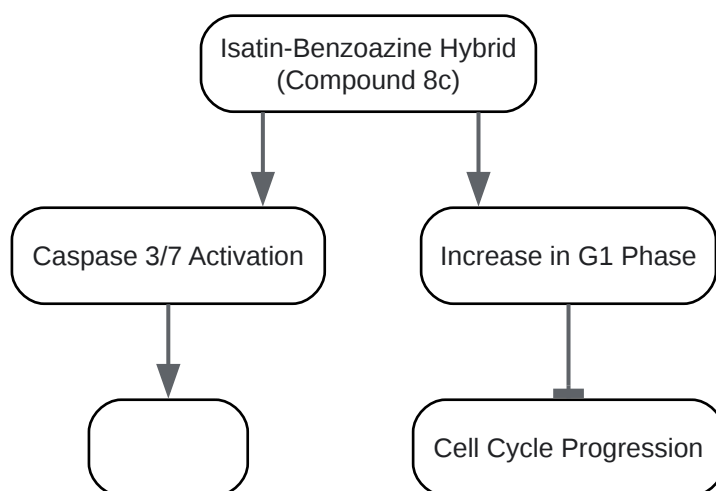 Isatin-Benzoazine Hybrid
(Compound 8c)
Caspase 3/7 Activation
Increase in G1 Phase
Cell Cycle Progression